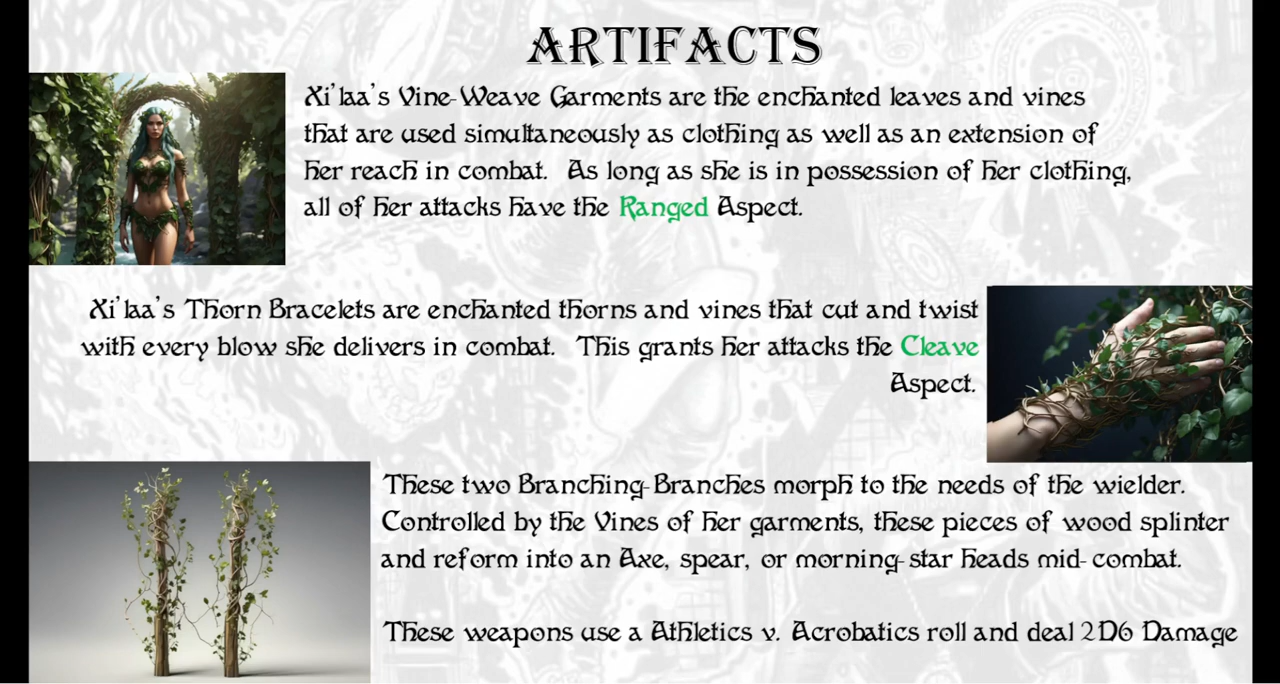 ARTIFACTS
Xi'laa's Vine-Weave Garments are the enchanted leaves and vines
that are used simultaneously as clothing as well as an extension of
her reach in combat. As long as she is in possession of her clothing,
all of her attacks have the Ranged Aspect.
Xi'laa's Thorn Bracelets are enchanted thorns and vines that cut and twist
with every blow she delivers in combat. This grants her attacks the Cleave
Aspect.
These two Branching-Branches morph to the needs of the wielder.
Controlled by the Vines of her garments, these pieces of wood splinter
and reform into an Axe, spear, or morning-star heads mid-combat.
These weapons use a Athletics v. Acrobatics roll and deal 2D6 Damage